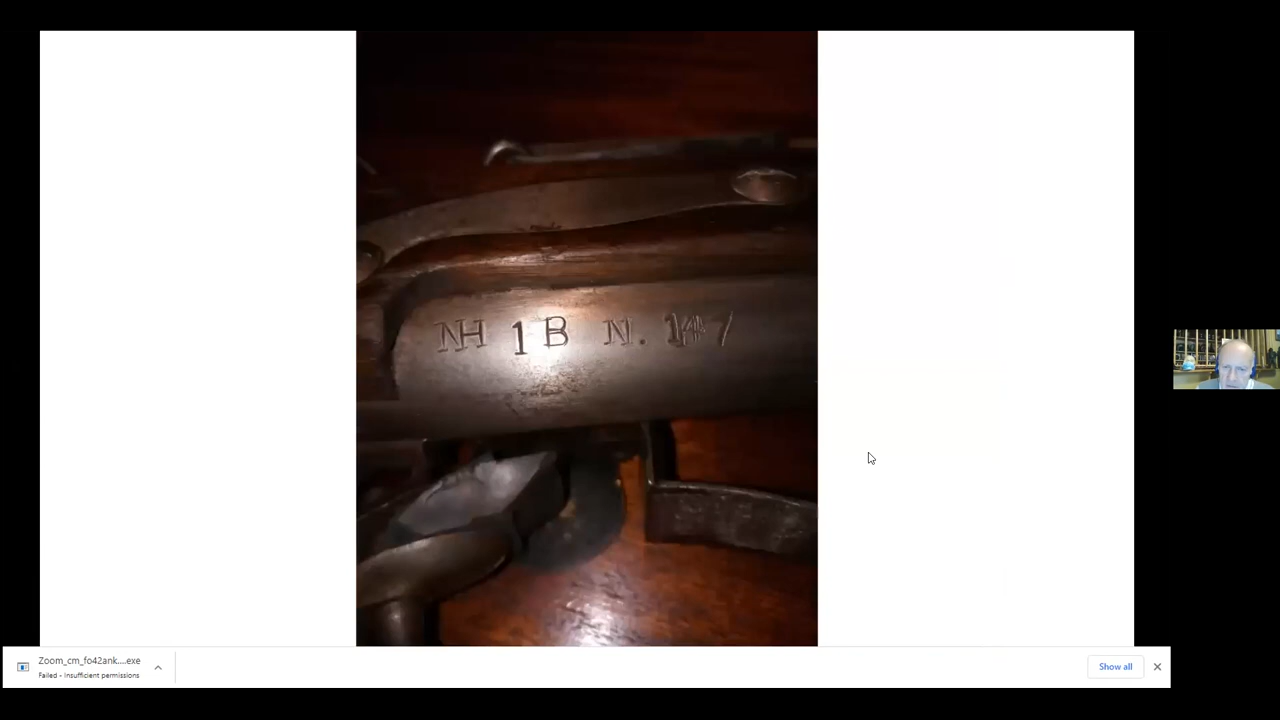 NH 1 B N. 147
Zoom_cm_fo42ank....exe
Failed - Insufficient permissions
Show all